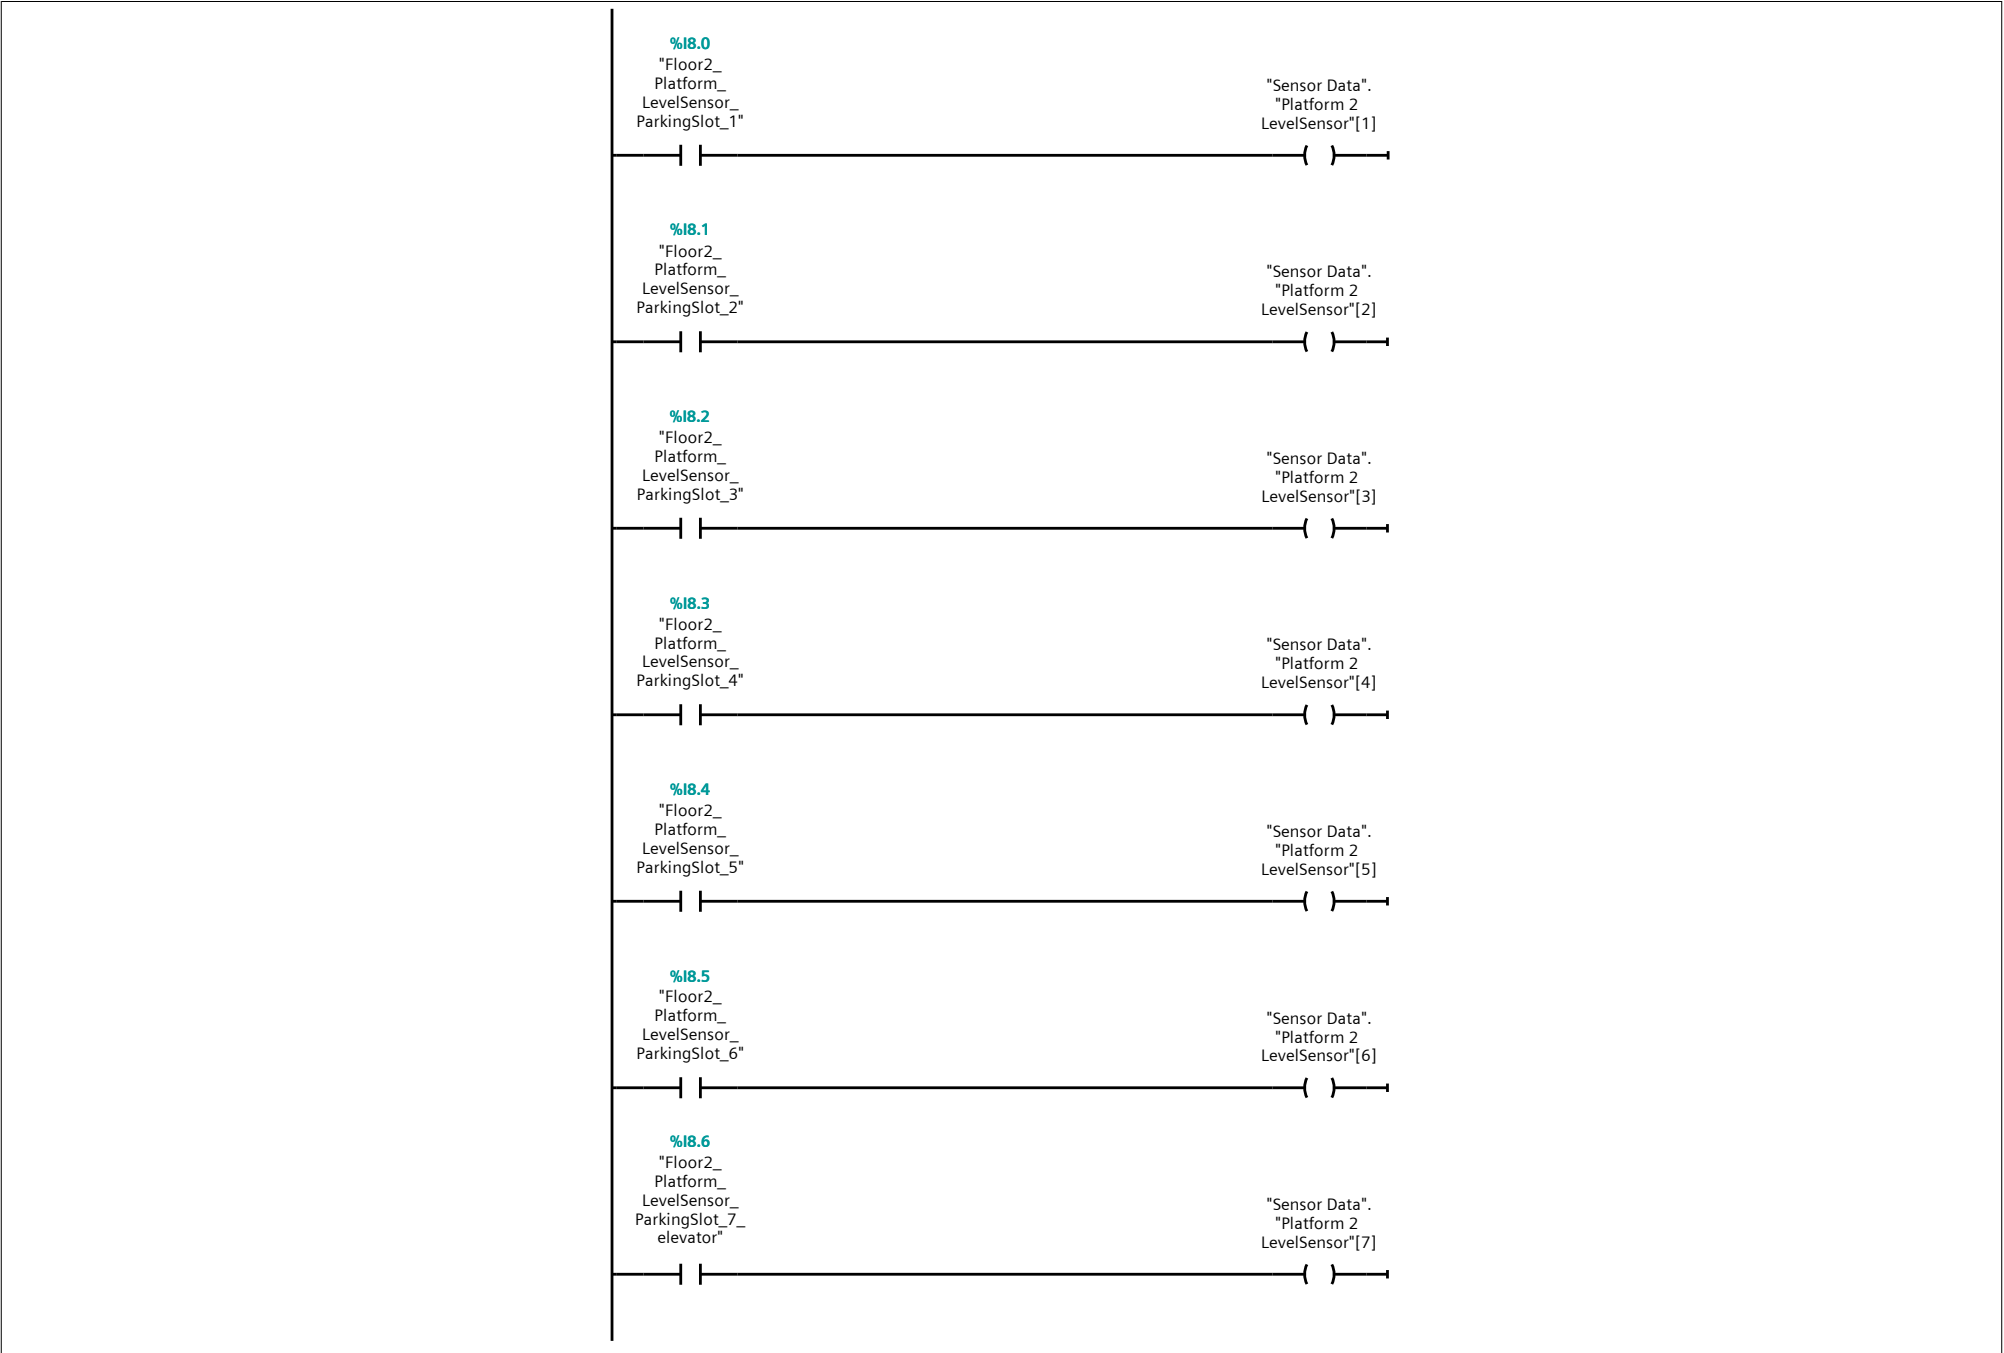 %I8.0
"Floor2_
Platform_
LevelSensor_
ParkingSlot_1"
"Sensor Data".
"Platform 2
LevelSensor"[1]
%I8.1
"Floor2_
Platform_
LevelSensor_
ParkingSlot_2"
"Sensor Data".
"Platform 2
LevelSensor"[2]
%I8.2
"Floor2_
Platform_
LevelSensor_
ParkingSlot_3"
"Sensor Data".
"Platform 2
LevelSensor"[3]
%I8.3
"Floor2_
Platform_
LevelSensor_
ParkingSlot_4"
"Sensor Data".
"Platform 2
LevelSensor"[4]
%I8.4
"Floor2_
Platform_
LevelSensor_
ParkingSlot_5"
"Sensor Data".
"Platform 2
LevelSensor"[5]
%I8.5
"Floor2_
Platform_
LevelSensor_
ParkingSlot_6"
"Sensor Data".
"Platform 2
LevelSensor"[6]
%I8.6
"Floor2_
Platform_
LevelSensor_
ParkingSlot_7_
elevator"
"Sensor Data".
"Platform 2
LevelSensor"[7]